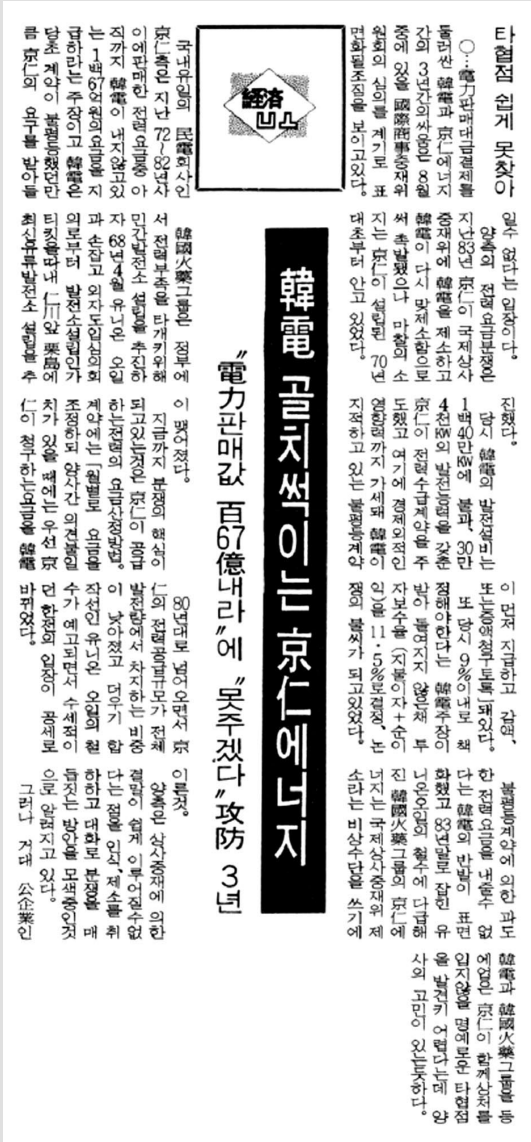 타협점 쉽게 못찾아
經済
벤스
韓電 골치썩이는 京仁에너지
"電力판매값 百67億내라"에 "못주겠다" 攻防 3년
○…電力판매대금결제를
둘러싼 韓電과 京仁에너지
간의 3년간의싸움은 8월
중에 있을 國際商事중재위
원회의 심의를 계기로 표
면화될조짐을 보이고있다.
국내유일의 民電회사인
京仁측은 지난 72~82년사
이에판매한 전력요금중 아
직까지 韓電이 내지않고있
는 1백67억원의요금을 지
급하라는 주장이고 韓電은
당초 계약이 불평등했던만
큼 京仁의 요구를 받아들
일수 없다는 입장이다.
양측의 전력요금분쟁은
지난83년 京仁이 국제상사
중재위에 韓電을 제소하고
韓電이 다시 맞제소함으로
써 촉발됐으나 마찰의 소
지는 京仁이 설립된 70년
대초부터 안고 있었다.
韓國火藥그룹은 정부에
서 전력부족을 타개키위해
민간발전소 설립을 추진하
자 68년4월 유니온 오일
과 손잡고 외자도입심의회
의로부터 발전소설립인가
티킷을따내 仁川앞 栗島에
최신유류발전소 설립을 추
진했다.
당시 韓電의 발전설비는
1백40만kW에 불과, 30만
4천kW의 발전능력을 갖춘
京仁이 전력수급계약을 주
도했고 여기에 경제외적인
영향력까지 가세돼 韓電이
지적하고 있는 불평등계약
이 맺어졌다.
지금까지 분쟁의 핵심이
되고있는것은 京仁이 공급
하는전력의 요금산정방법.
계약에는 「월별로 요금을
조정하되 양사간 의견불일
치가 있을 때에는 우선 京
仁이 청구하는요금을 韓電
이 먼저 지급하고 감액,
또는증액청구토록」돼있다.
또 당시 9%이내로 책
정해야한다는 韓電주장이
받아 들여지지 않은채 투
자보수율(지불이자+순이
익)을 11·5%로결정, 논
쟁의 불씨가 되고있었다.
80년대로 넘어오면서 京
仁의 전력공급규모가 전체
발전량에서 차지하는 비중
이 낮아졌고 더우기 합
작선인 유니온 오일의 철
수가 예고되면서 수세적이
던 한전의 입장이 공세로
바뀌었다.
불평등계약에 의한 과도
한 전력요금을 내줄수 없
다는 韓電의 반발이 표면
화했고 83년말로 잡힌 유
니온오일의 철수에 다급해
진 韓國火藥그룹의 京仁에
너지는 국제상사중재위 제
소라는 비상수단을 쓰기에
이른것.
양측은 상사중재에 의한
결말이 쉽게 이루어질수없
다는 점을 인식, 제소를 취
하하고 대화로 분쟁을 매
듭짓는 방안을 모색중인것
으로 알려지고 있다.
그러나 거대 公企業인
韓電과 韓國火藥그룹을 등
에업은 京仁이 함께상처를
입지않을 명예로운 타협점
을 발견키 어렵다는데 양
사의 고민이 있는듯하다.